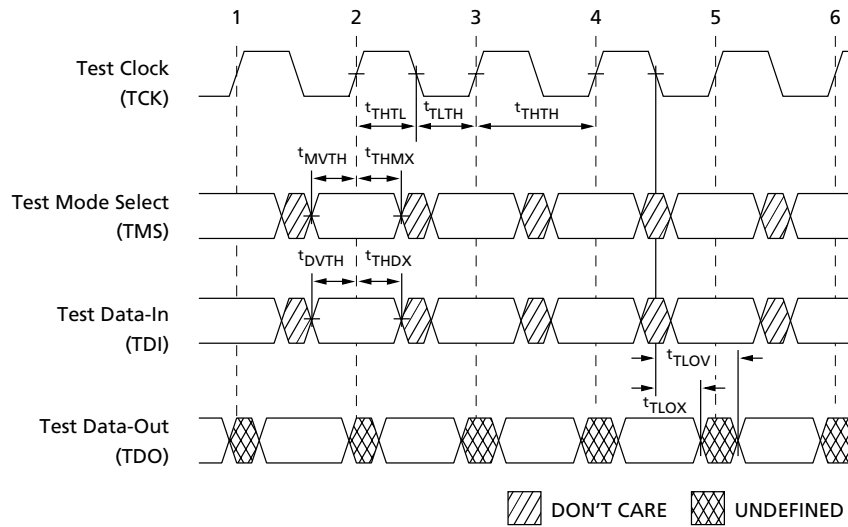 1 2 3 4 5 6
Test Clock
(TCK)
tTHTL tTLTH tTHTH
tMVTH tTHMX
Test Mode Select
(TMS)
tDVTH tTHDX
Test Data-In
(TDI)
tTLOV
tTLOX
Test Data-Out
(TDO)
DON'T CARE UNDEFINED